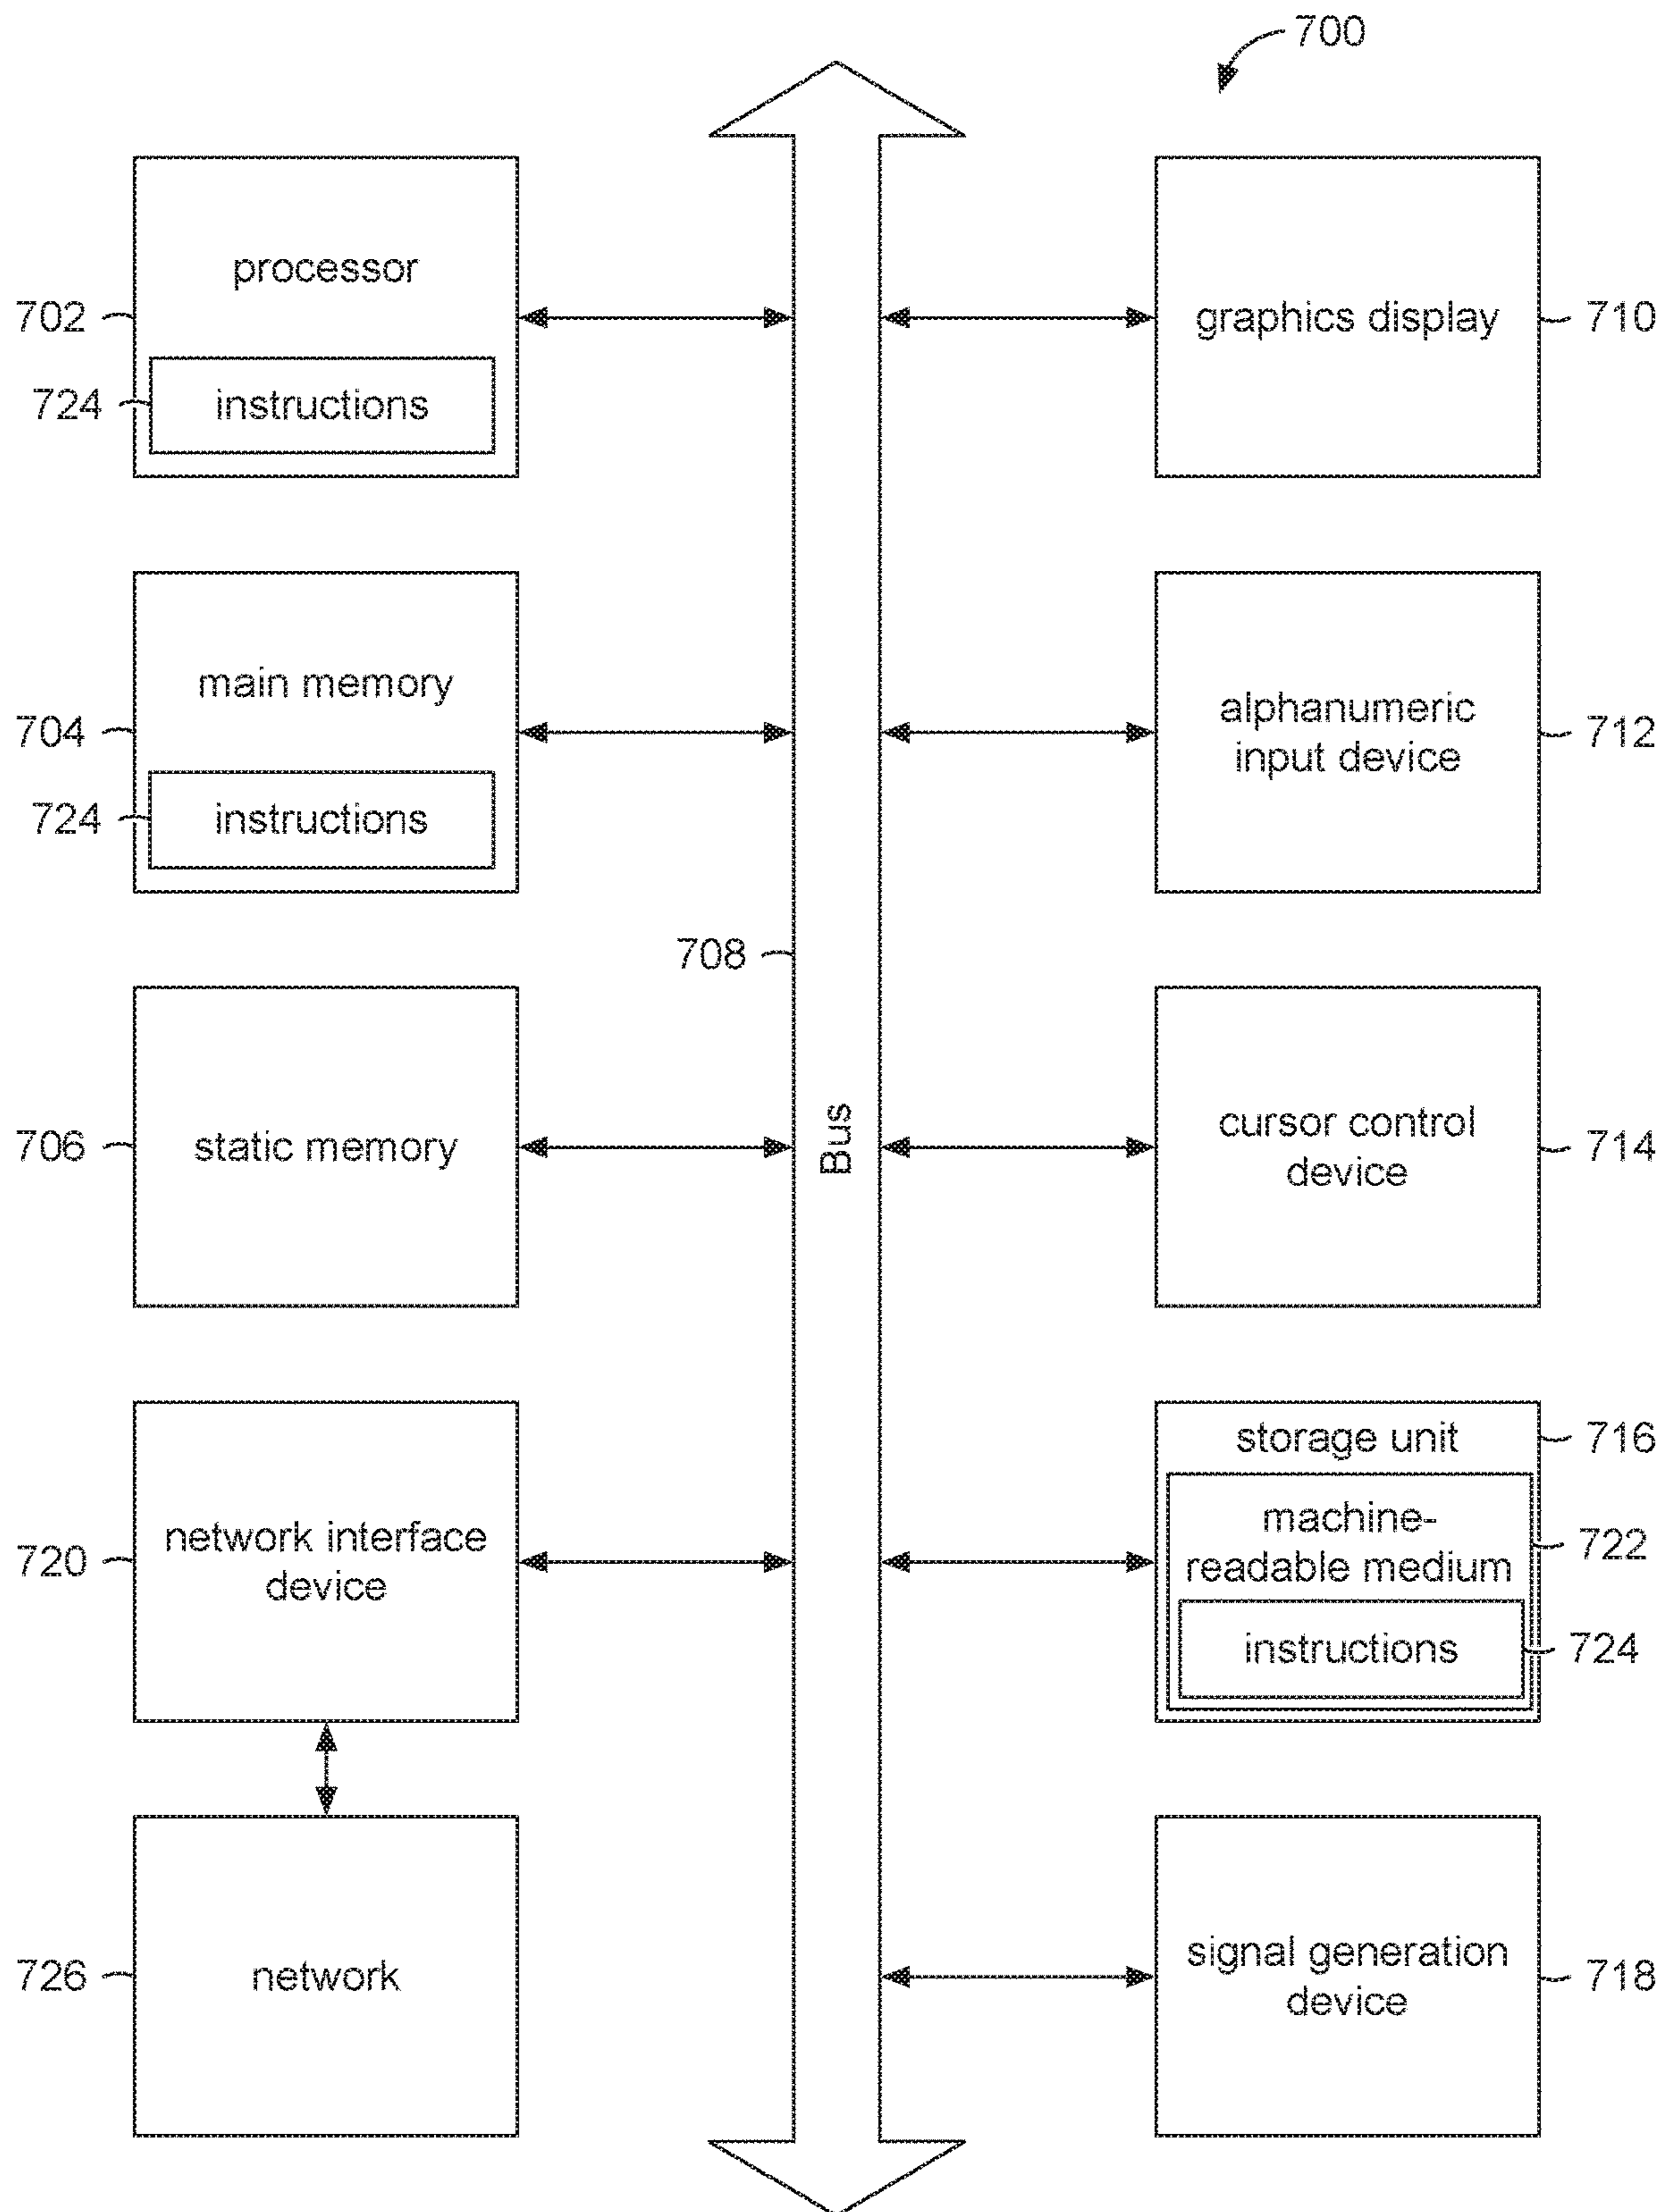 700
processor
702
724
instructions
main memory
704
724
instructions
708
706
static memory
Bus
720
network interface
device
726
network
graphics display
710
alphanumeric
input device
712
cursor control
device
714
storage unit
716
machine-
readable medium
722
instructions
724
signal generation
device
718